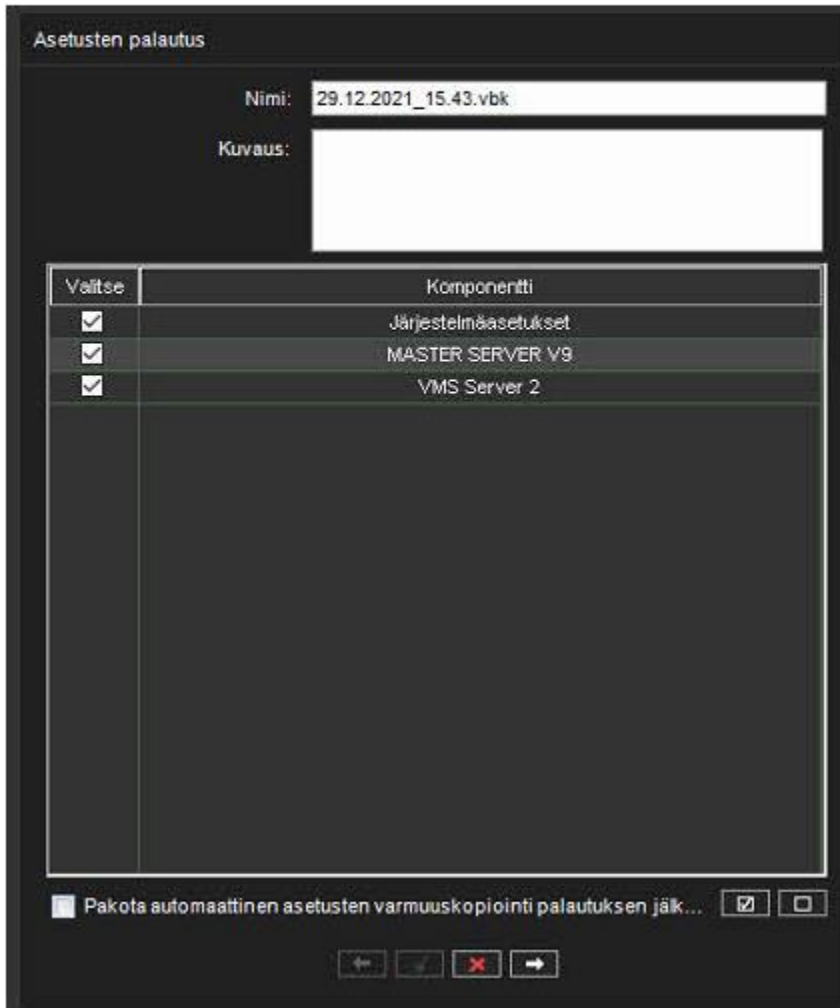 Asetusten palautus
Nimi: 29.12.2021_15.43.vbk
Kuvaus:
Valitse Komponentti
Järjestelmäasetukset
MASTER SERVER V9
VMS Server 2
Pakota automaattinen asetusten varmuuskopiointi palautuksen jälk...